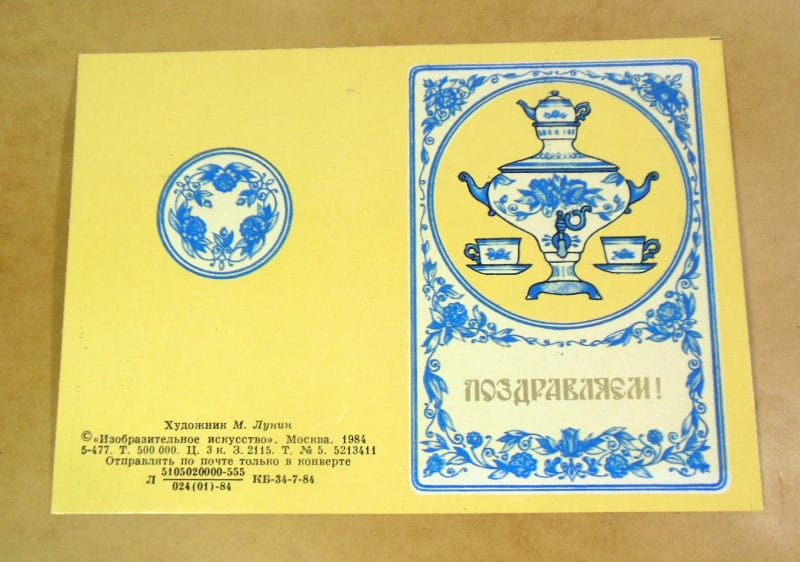 Художник М. Лунин
©«Изобразительное искусство». Москва. 1984
5-477. Т. 500 000. Ц. 3 к. З. 2115. Т. № 5. 5213411
Отправлять по почте только в конверте
Л 5105020000-555 КБ-34-7-84
024(01)-84
ПОЗДРАВЛЯЕМ!